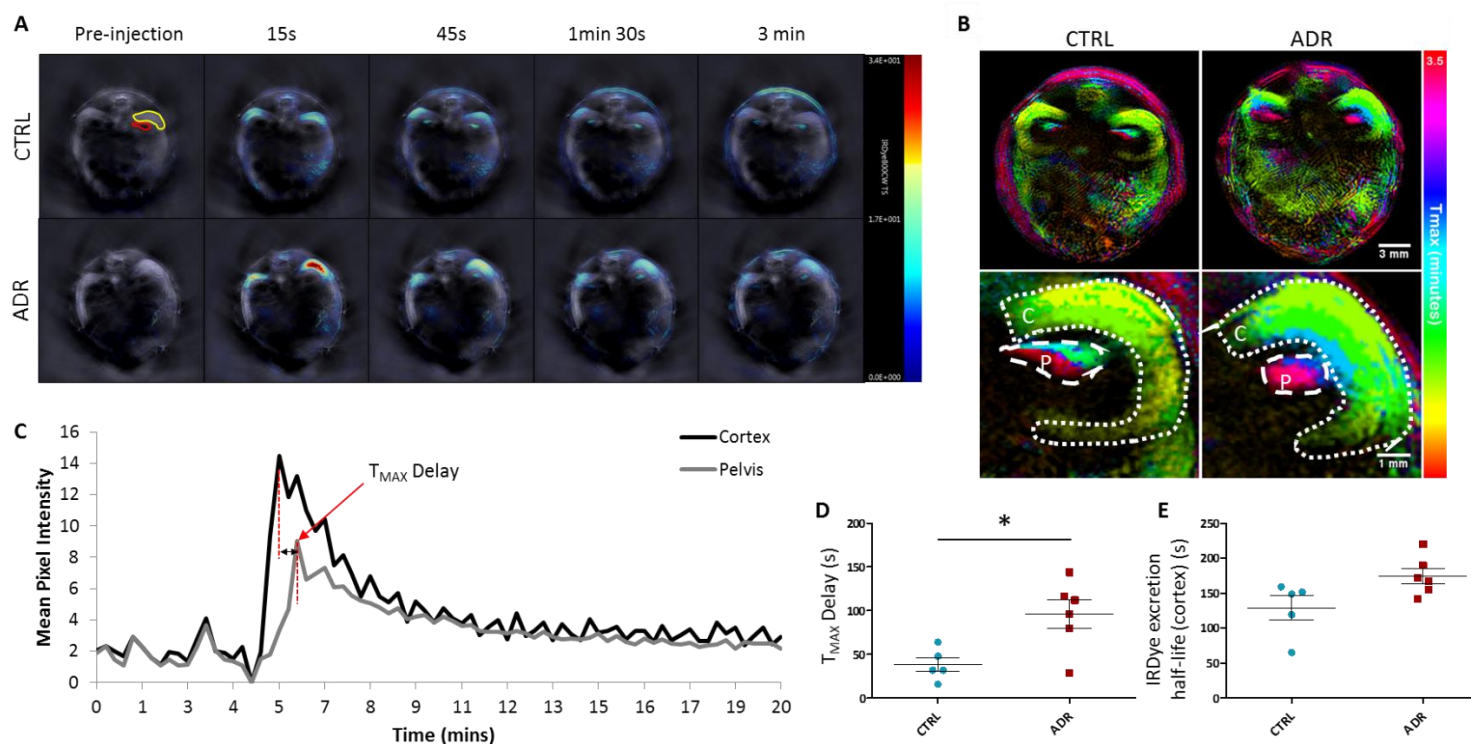 A
Pre-injection 15s 45s 1min 30s 3 min
CTRL
ADR
3.4E+001
IRDye800CW TS
1.7E+001
0.0E+000
B
CTRL ADR
3 mm
C P
C P
1 mm
3.5
Tmax (minutes)
0
C
Mean Pixel Intensity
16
14
12
10
8
6
4
2
0
0 1 2 3 4 5 6 7 8 9 10 11 12 13 14 15 16 17 18 19 20
Time (mins)
Cortex
Pelvis
TMAX Delay
D
TMAX Delay (s)
200
150
100
50
0
*
CTRL ADR
E
IRDye excretion
half-life (cortex) (s)
250
200
150
100
50
0
CTRL ADR